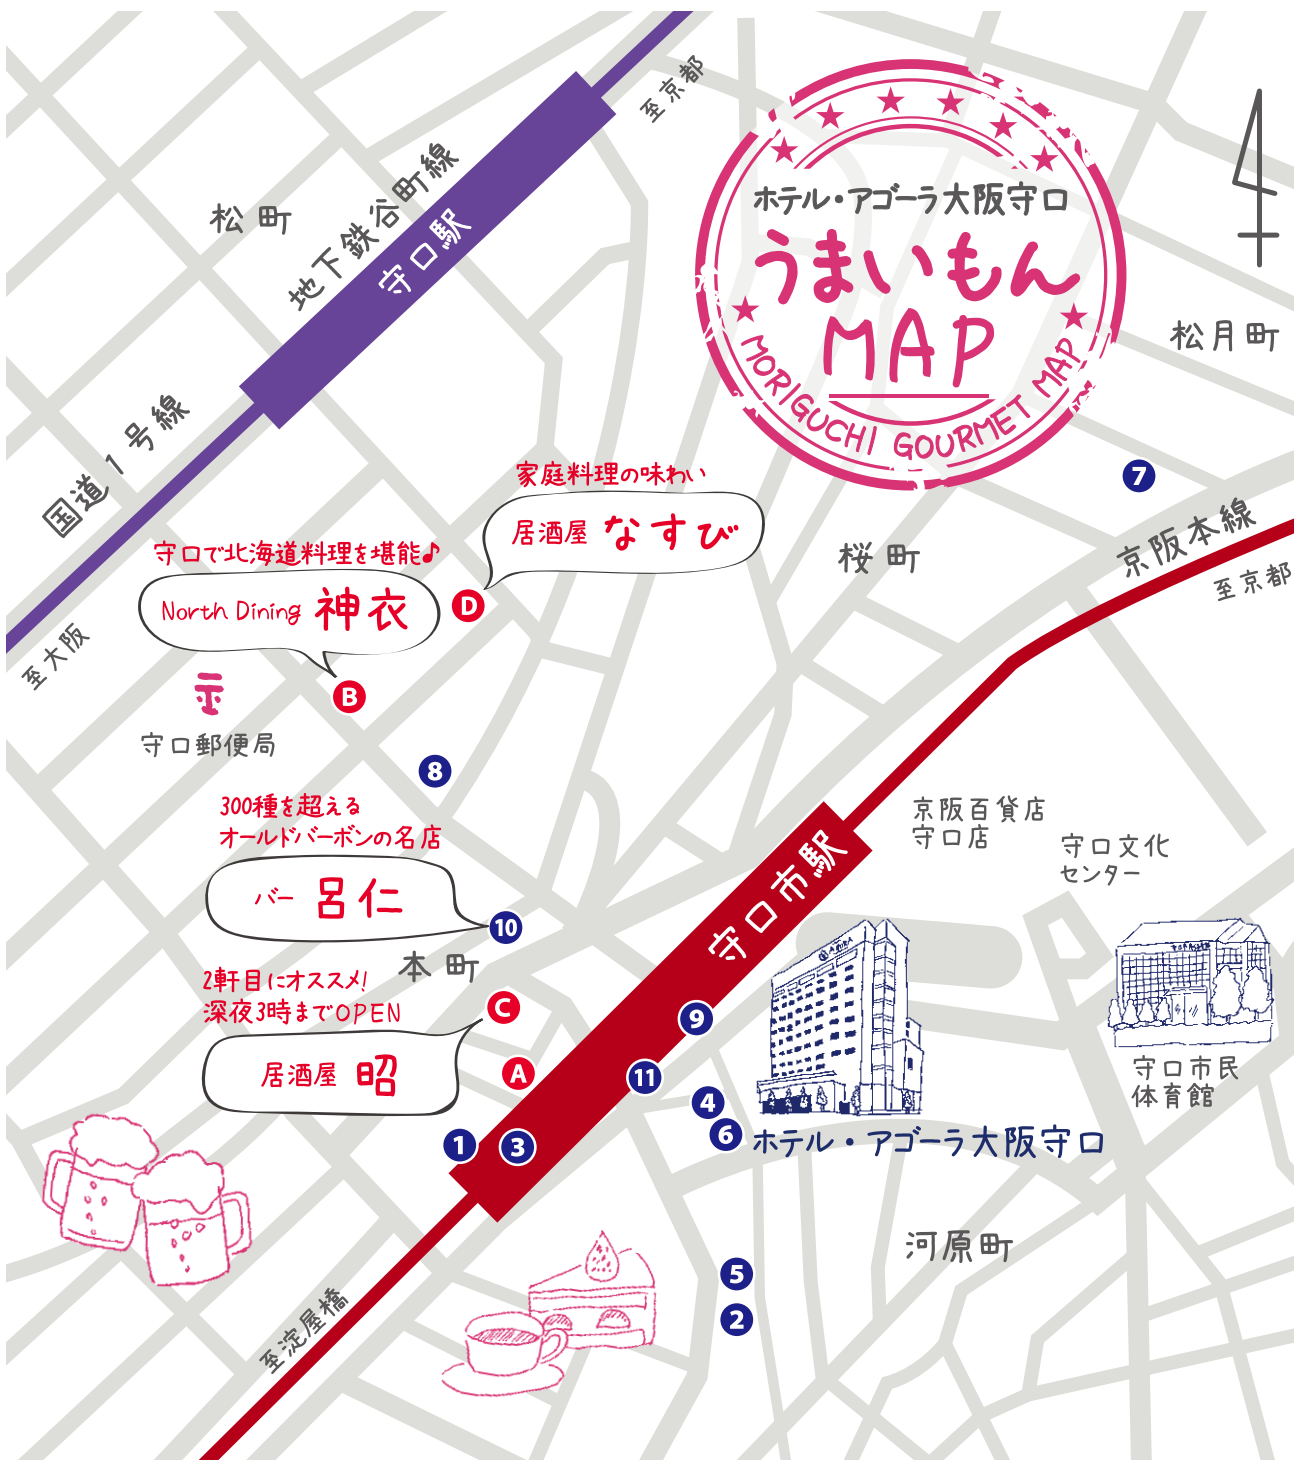 至京都
ホテル・アゴーラ大阪守口
うまいもん
MAP
MORIGUCHI GOURMET MAP
松町
地下鉄谷町線
守口駅
松月町
国道1号線
7
家庭料理の味わい
居酒屋 なすび
京阪本線
至京都
守口で北海道料理を堪能♪
North Dining 神衣
D
桜町
至大阪
B
守口郵便局
8
300種を超える
オールドバーボンの名店
バー 呂仁
10
京阪百貨店
守口店
守口文化
センター
守口市駅
本町
2軒目にオススメ!
深夜3時までOPEN
居酒屋 昭
C
A
9
11
4
6
1
3
守口市民
体育館
ホテル・アゴーラ大阪守口
河原町
5
2
至淀屋橋